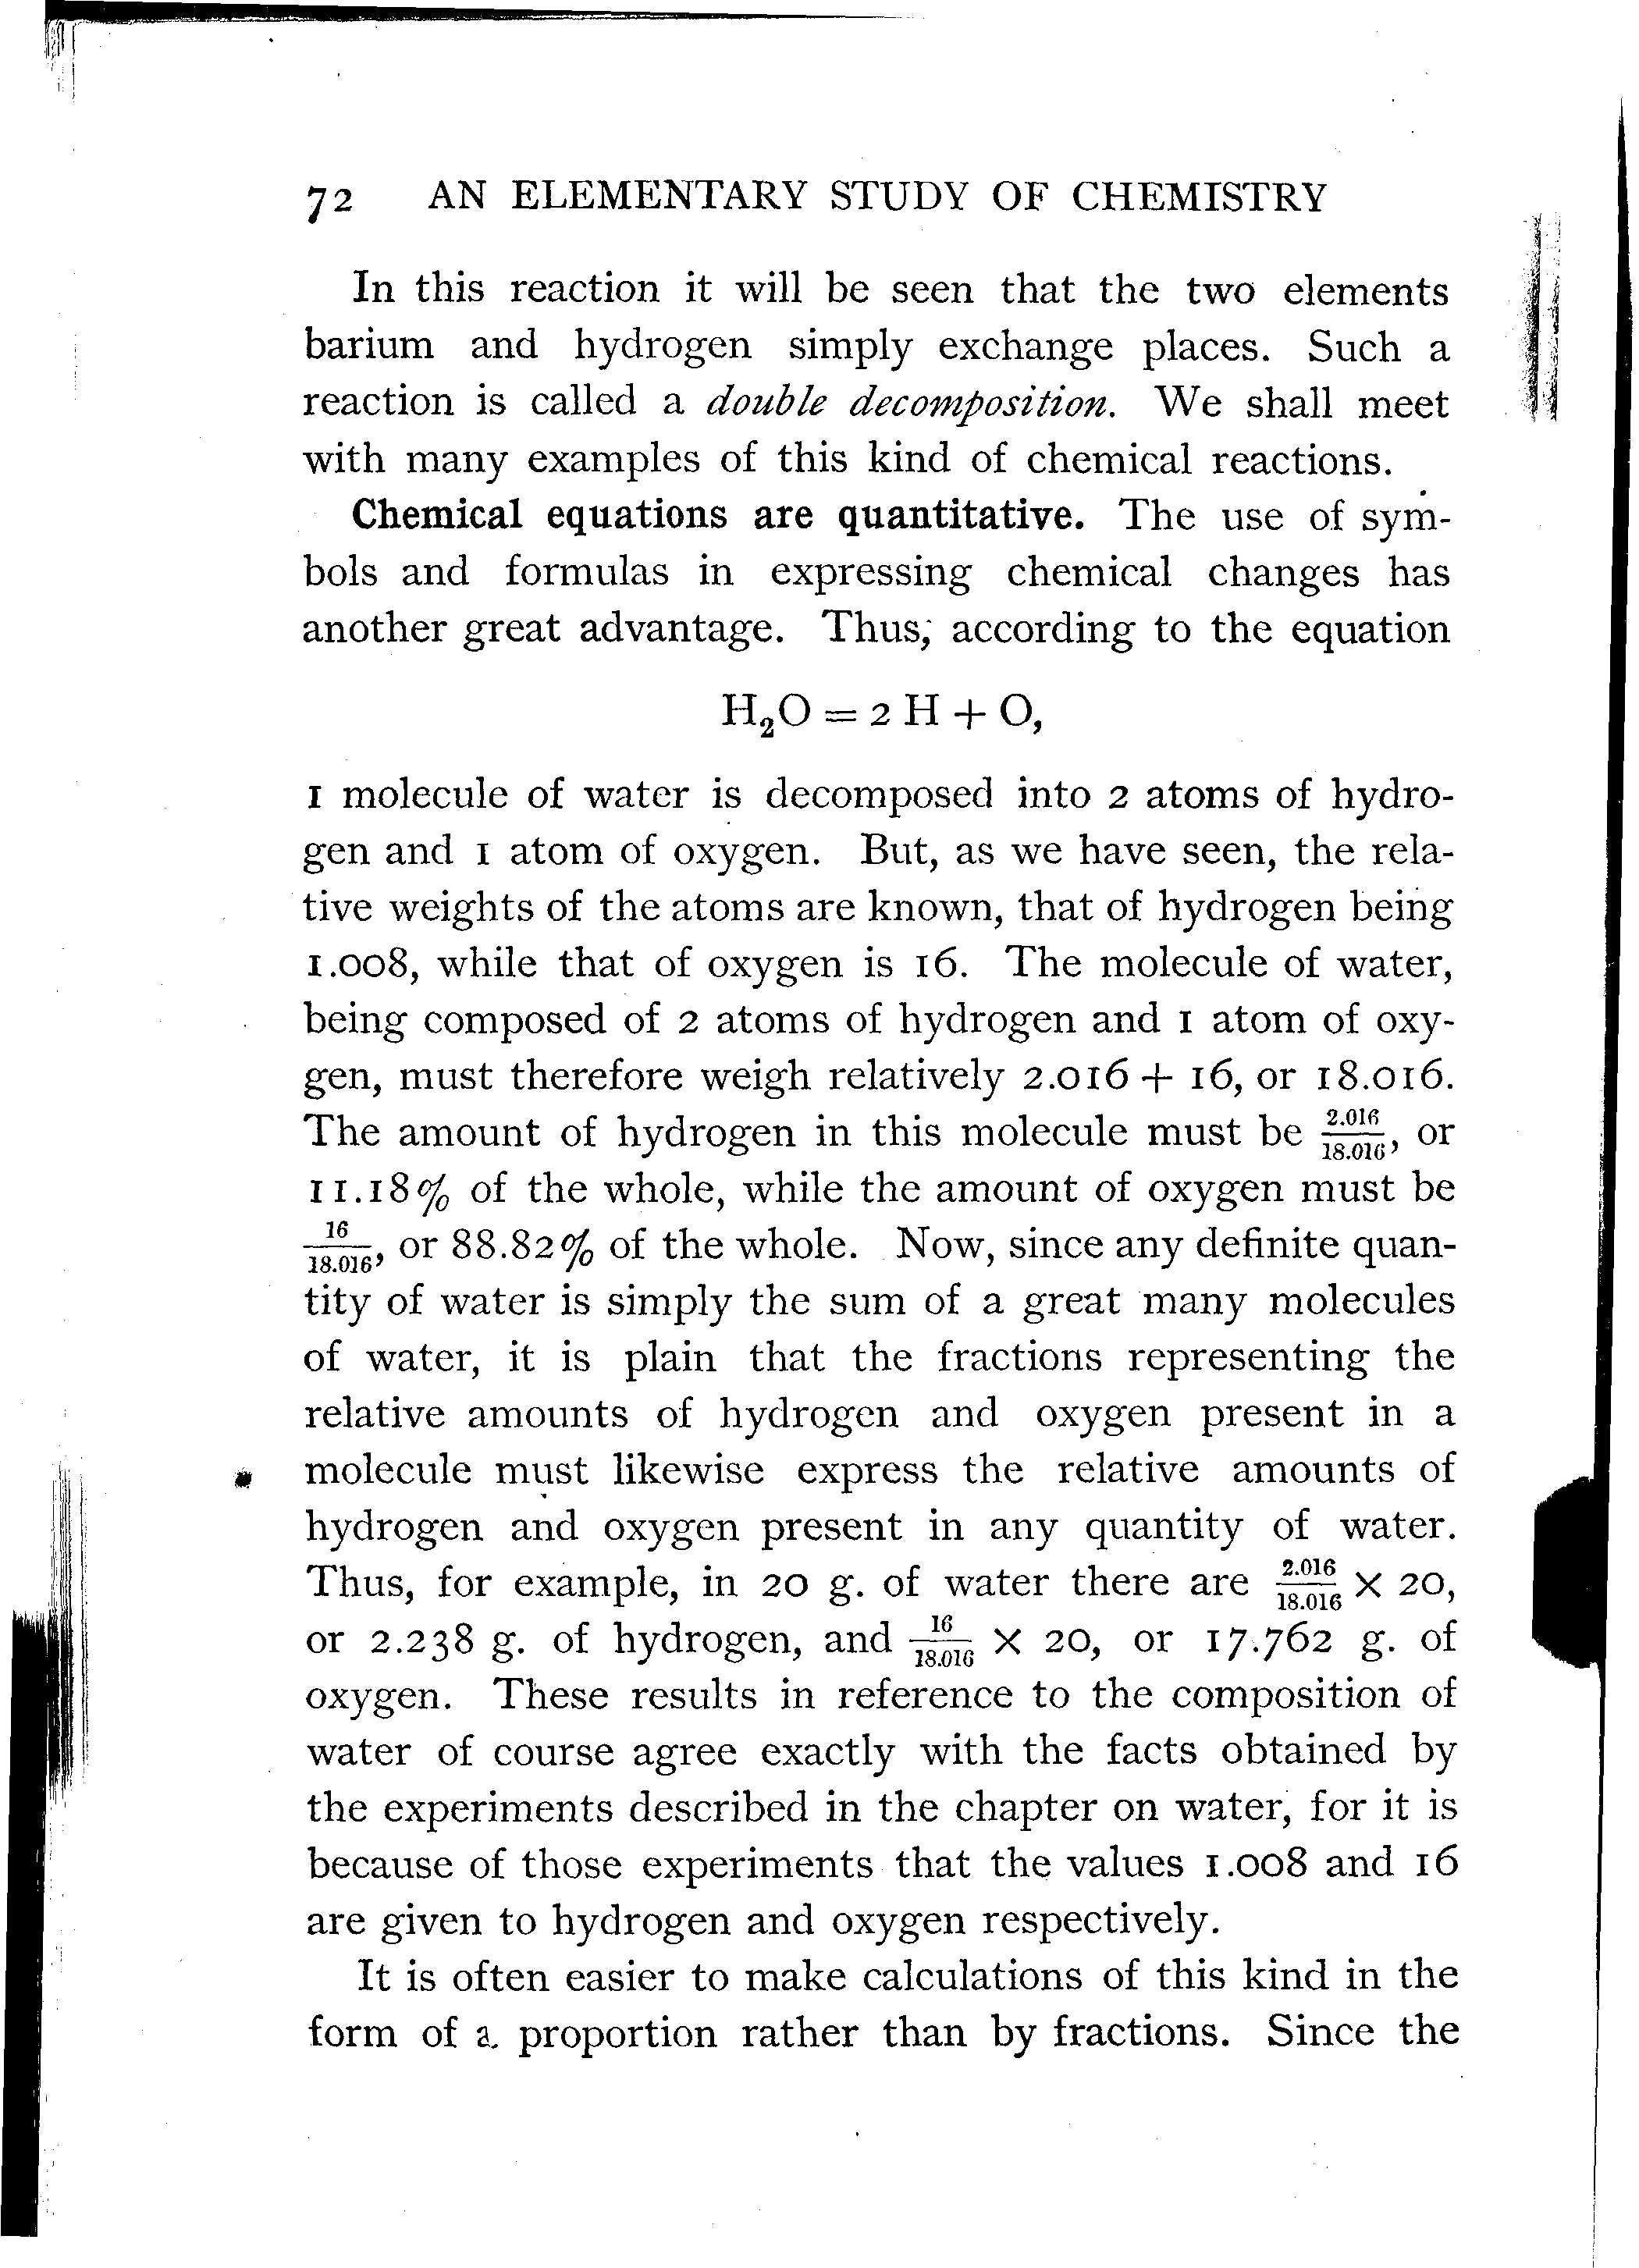 72 AN ELEMENTARY STUDY OF CHEMISTRY
In this reaction it will be seen that the two elements
barium and hydrogen simply exchange places. Such a
reaction is called a double decomposition. We shall meet
with many examples of this kind of chemical reactions.
Chemical equations are quantitative. The use of sym-
bols and formulas in expressing chemical changes has
another great advantage. Thus, according to the equation
H₂O = 2 H + O,
1 molecule of water is decomposed into 2 atoms of hydro-
gen and 1 atom of oxygen. But, as we have seen, the rela-
tive weights of the atoms are known, that of hydrogen being
1.008, while that of oxygen is 16. The molecule of water,
being composed of 2 atoms of hydrogen and 1 atom of oxy-
gen, must therefore weigh relatively 2.016 + 16, or 18.016.
The amount of hydrogen in this molecule must be 2.016/18.016, or
11.18% of the whole, while the amount of oxygen must be
16/18.016, or 88.82% of the whole. Now, since any definite quan-
tity of water is simply the sum of a great many molecules
of water, it is plain that the fractions representing the
relative amounts of hydrogen and oxygen present in a
molecule must likewise express the relative amounts of
hydrogen and oxygen present in any quantity of water.
Thus, for example, in 20 g. of water there are 2.016/18.016 × 20,
or 2.238 g. of hydrogen, and 16/18.016 × 20, or 17.762 g. of
oxygen. These results in reference to the composition of
water of course agree exactly with the facts obtained by
the experiments described in the chapter on water, for it is
because of those experiments that the values 1.008 and 16
are given to hydrogen and oxygen respectively.
It is often easier to make calculations of this kind in the
form of a proportion rather than by fractions. Since the